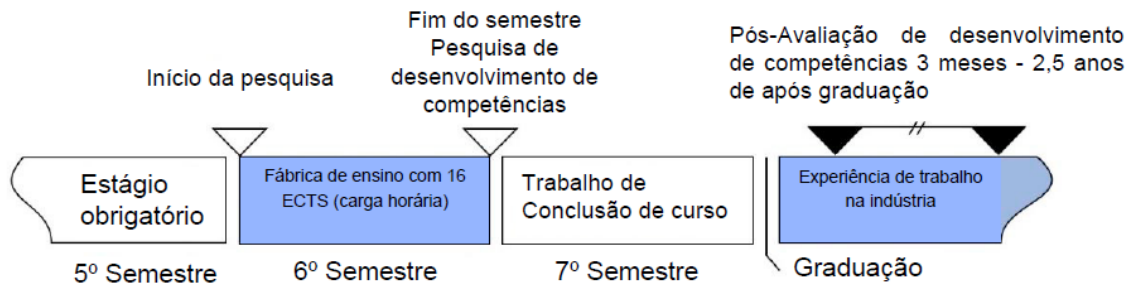 Início da pesquisa
Fim do semestre
Pesquisa de
desenvolvimento de
competências
Pós-Avaliação de desenvolvimento
de competências 3 meses - 2,5 anos
de após graduação
Estágio
obrigatório
Fábrica de ensino com 16
ECTS (carga horária)
Trabalho de
Conclusão de curso
Experiência de trabalho
na indústria
5º Semestre
6º Semestre
7º Semestre
Graduação